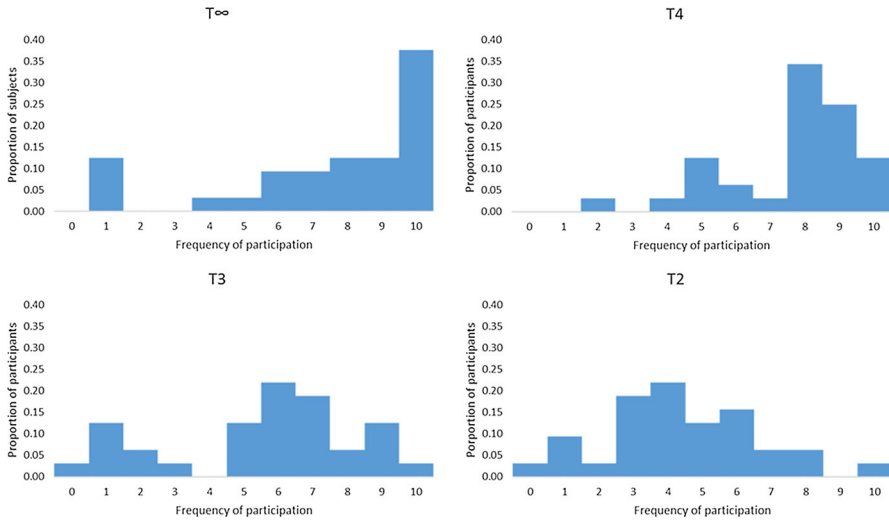 T∞
Proportion of subjects
0.40
0.35
0.30
0.25
0.20
0.15
0.10
0.05
0.00
0 1 2 3 4 5 6 7 8 9 10
Frequency of participation
T4
Proportion of participants
0.40
0.35
0.30
0.25
0.20
0.15
0.10
0.05
0.00
0 1 2 3 4 5 6 7 8 9 10
Frequency of participation
T3
Proportion of participants
0.40
0.35
0.30
0.25
0.20
0.15
0.10
0.05
0.00
0 1 2 3 4 5 6 7 8 9 10
Frequency of participation
T2
Porportion of participants
0.40
0.35
0.30
0.25
0.20
0.15
0.10
0.05
0.00
0 1 2 3 4 5 6 7 8 9 10
Frequency of participation